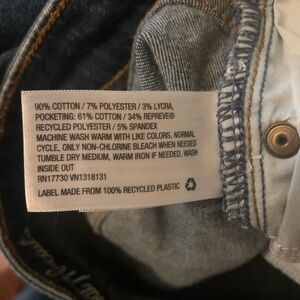 90% COTTON / 7% POLYESTER / 3% LYCRA,
POCKETING: 61% COTTON / 34% REPREVE®
RECYCLED POLYESTER / 5% SPANDEX
MACHINE WASH WARM WITH LIKE COLORS, NORMAL
CYCLE, ONLY NON-CHLORINE BLEACH WHEN NEEDED
TUMBLE DRY MEDIUM, WARM IRON IF NEEDED, WASH
INSIDE OUT
RN17730 VN1318131
LABEL MADE FROM 100% RECYCLED PLASTIC